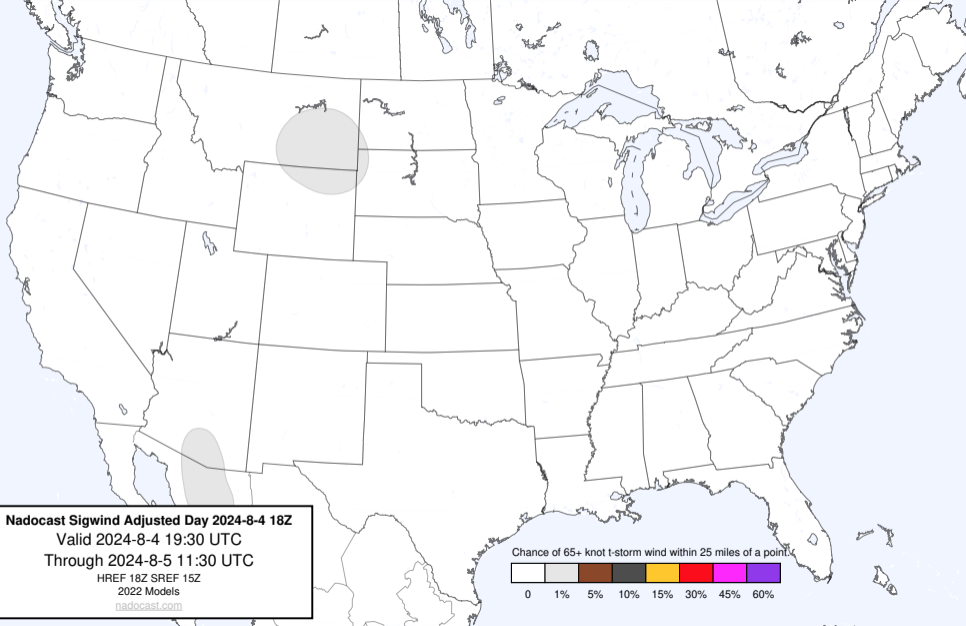 Nadocast Sigwind Adjusted Day 2024-8-4 18Z
Valid 2024-8-4 19:30 UTC
Through 2024-8-5 11:30 UTC
HREF 18Z SREF 15Z
2022 Models
nadocast.com
Chance of 65+ knot t-storm wind within 25 miles of a point.
0 1% 5% 10% 15% 30% 45% 60%